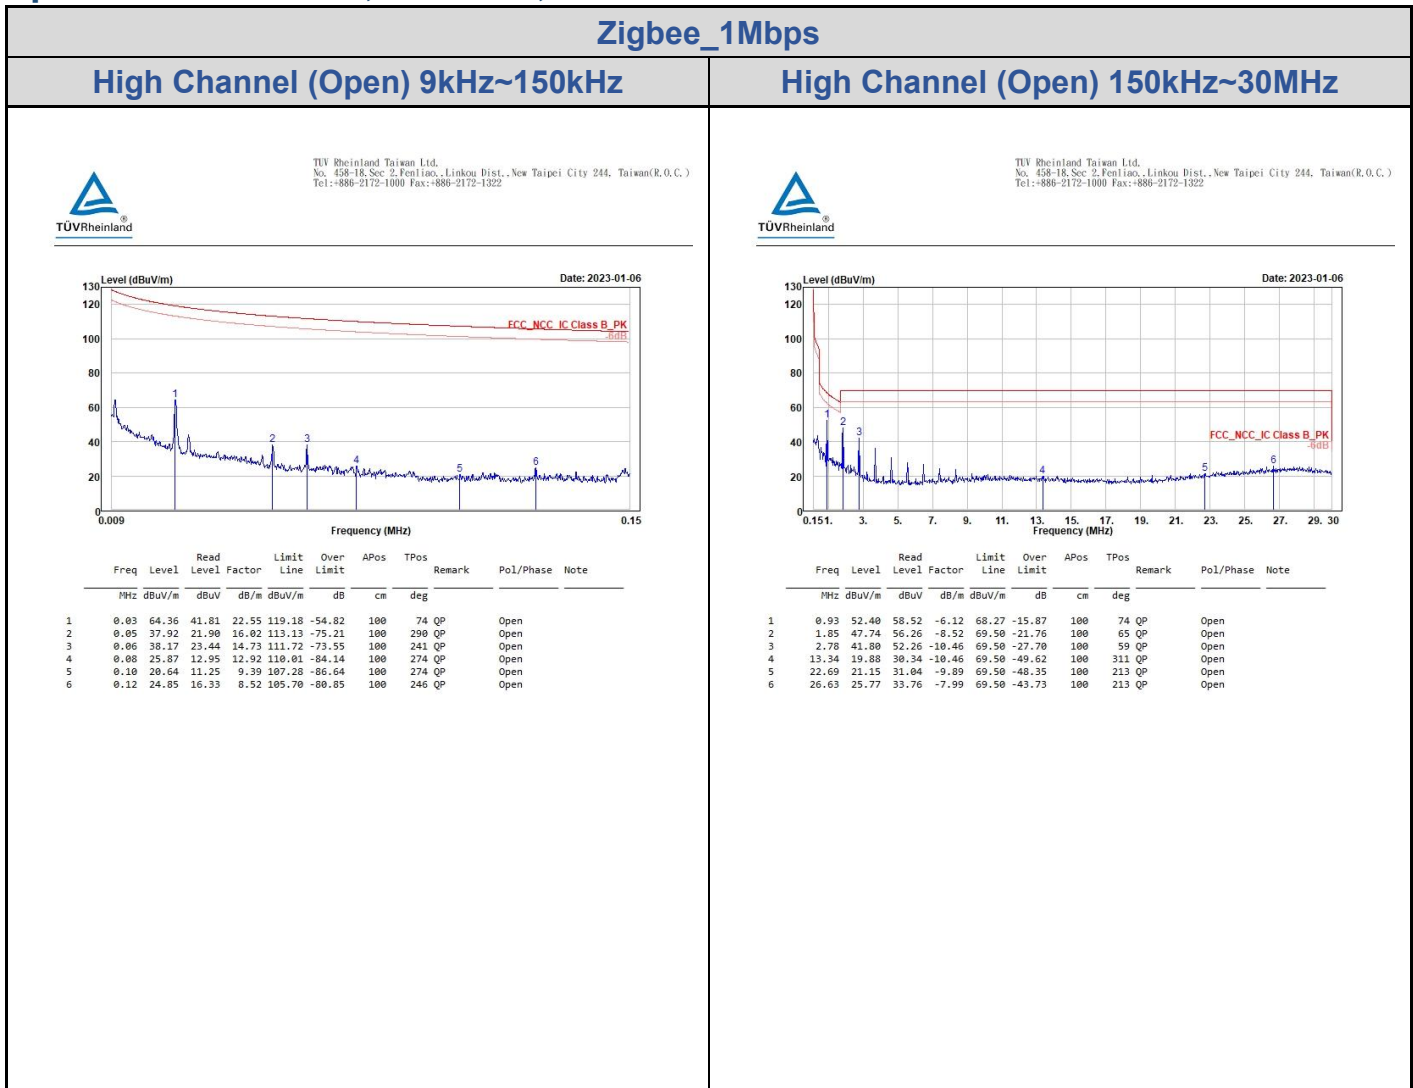 Zigbee_1Mbps
High Channel (Open) 9kHz~150kHz
High Channel (Open) 150kHz~30MHz
TÜVRheinland®
TUV Rheinland Taiwan Ltd.
No. 458-18.Sec 2.Fenliao..Linkou Dist..New Taipei City 244. Taiwan(R.O.C.)
Tel:+886-2172-1000 Fax:+886-2172-1322
Level (dBuV/m)
Date: 2023-01-06
130
120
100
80
60
40
20
0
FCC_NCC_IC Class B_PK
-6dB
1
2
3
4
5
6
0.009
0.15
Frequency (MHz)
Read Limit Over APos TPos
Freq Level Level Factor Line Limit Remark Pol/Phase Note
MHz dBuV/m dBuV dB/m dBuV/m dB cm deg
1 0.03 64.36 41.81 22.55 119.18 -54.82 100 74 QP Open
2 0.05 37.92 21.90 16.02 113.13 -75.21 100 290 QP Open
3 0.06 38.17 23.44 14.73 111.72 -73.55 100 241 QP Open
4 0.08 25.87 12.95 12.92 110.01 -84.14 100 274 QP Open
5 0.10 20.64 11.25 9.39 107.28 -86.64 100 274 QP Open
6 0.12 24.85 16.33 8.52 105.70 -80.85 100 246 QP Open
TÜVRheinland®
TUV Rheinland Taiwan Ltd.
No. 458-18.Sec 2.Fenliao..Linkou Dist..New Taipei City 244. Taiwan(R.O.C.)
Tel:+886-2172-1000 Fax:+886-2172-1322
Level (dBuV/m)
Date: 2023-01-06
130
120
100
80
60
40
20
0
FCC_NCC_IC Class B_PK
-6dB
1
2
3
4
5
6
0.15 1. 3. 5. 7. 9. 11. 13. 15. 17. 19. 21. 23. 25. 27. 29. 30
Frequency (MHz)
Read Limit Over APos TPos
Freq Level Level Factor Line Limit Remark Pol/Phase Note
MHz dBuV/m dBuV dB/m dBuV/m dB cm deg
1 0.93 52.40 58.52 -6.12 68.27 -15.87 100 74 QP Open
2 1.85 47.74 56.26 -8.52 69.50 -21.76 100 65 QP Open
3 2.78 41.80 52.26 -10.46 69.50 -27.70 100 59 QP Open
4 13.34 19.88 30.34 -10.46 69.50 -49.62 100 311 QP Open
5 22.69 21.15 31.04 -9.89 69.50 -48.35 100 213 QP Open
6 26.63 25.77 33.76 -7.99 69.50 -43.73 100 213 QP Open